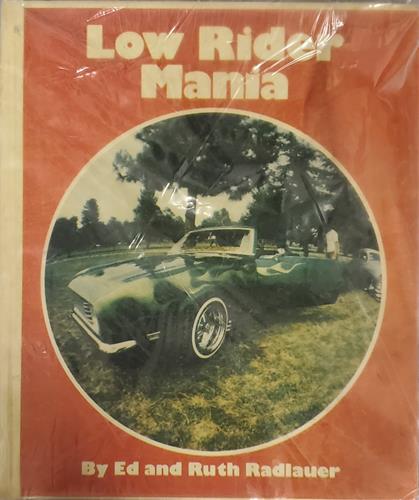 Low Rider
Mania
By Ed and Ruth Radlauer